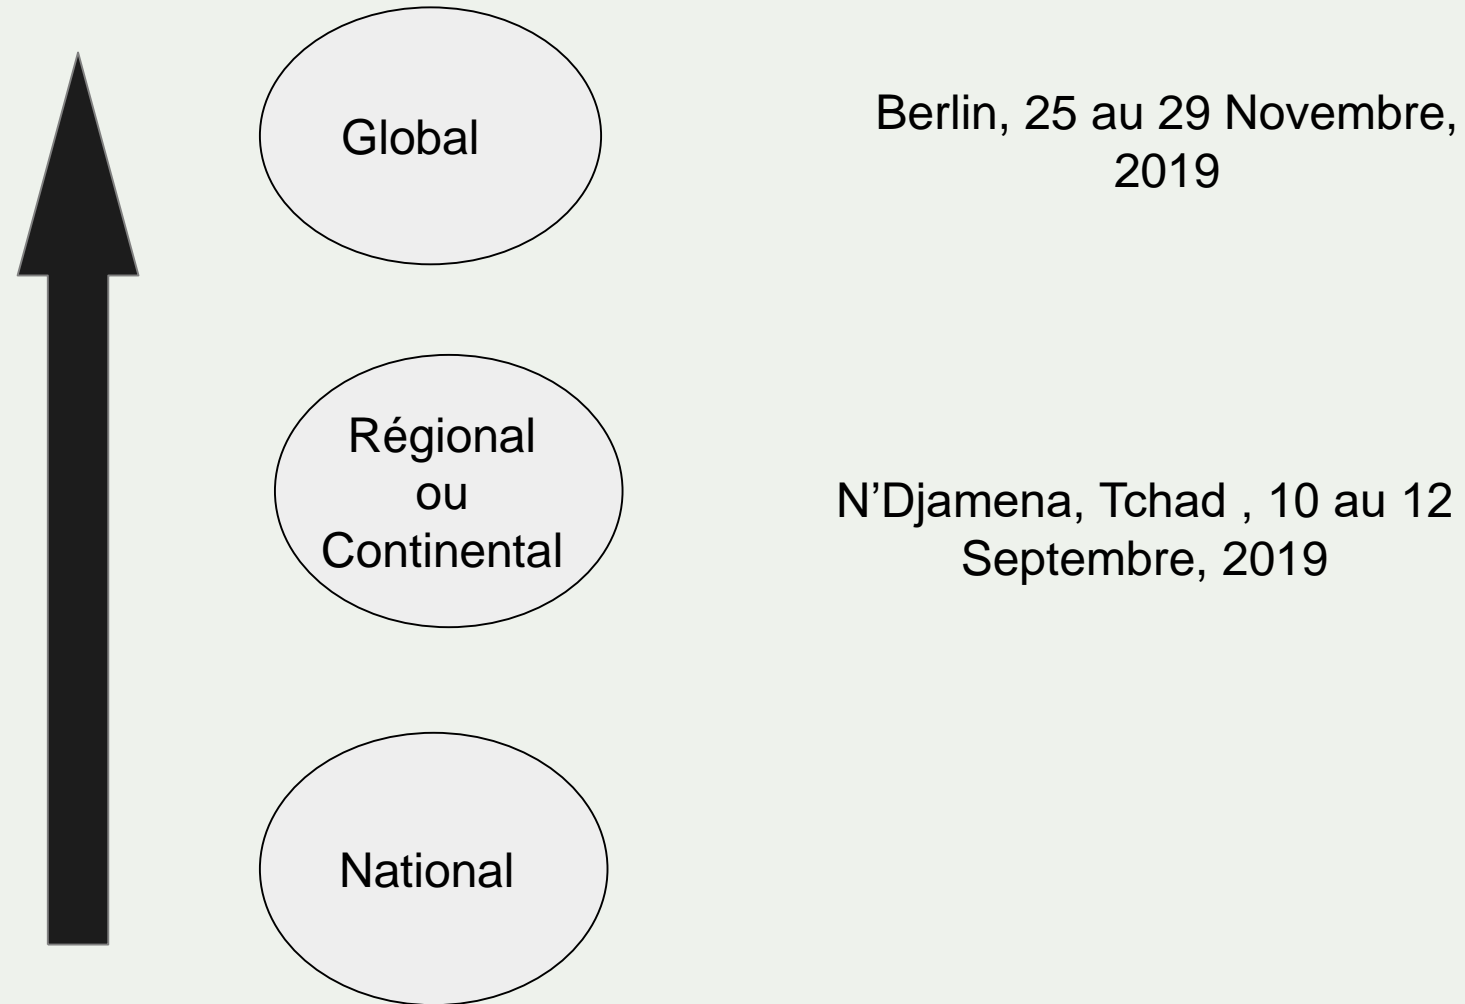 Global
Berlin, 25 au 29 Novembre,
2019
Régional
ou
Continental
N’Djamena, Tchad , 10 au 12
Septembre, 2019
National